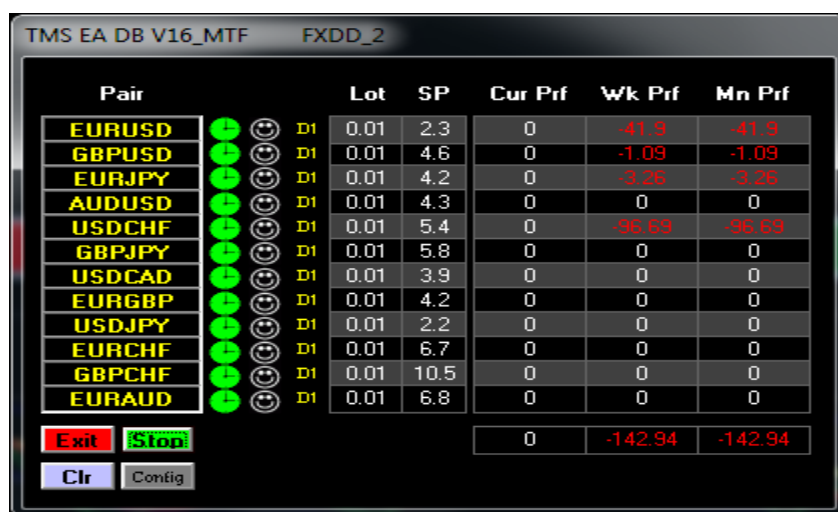 TMS EA DB V16_MTF FXDD_2
Pair Lot SP Cur Prf Wk Prf Mn Prf
EURUSD D1 0.01 2.3 0 -41.9 -41.9
GBPUSD D1 0.01 4.6 0 -1.09 -1.09
EURJPY D1 0.01 4.2 0 -3.26 -3.26
AUDUSD D1 0.01 4.3 0 0 0
USDCHF D1 0.01 5.4 0 -96.69 -96.69
GBPJPY D1 0.01 5.8 0 0 0
USDCAD D1 0.01 3.9 0 0 0
EURGBP D1 0.01 4.2 0 0 0
USDJPY D1 0.01 2.2 0 0 0
EURCHF D1 0.01 6.7 0 0 0
GBPCHF D1 0.01 10.5 0 0 0
EURAUD D1 0.01 6.8 0 0 0
Exit Stop 0 -142.94 -142.94
Clr Config